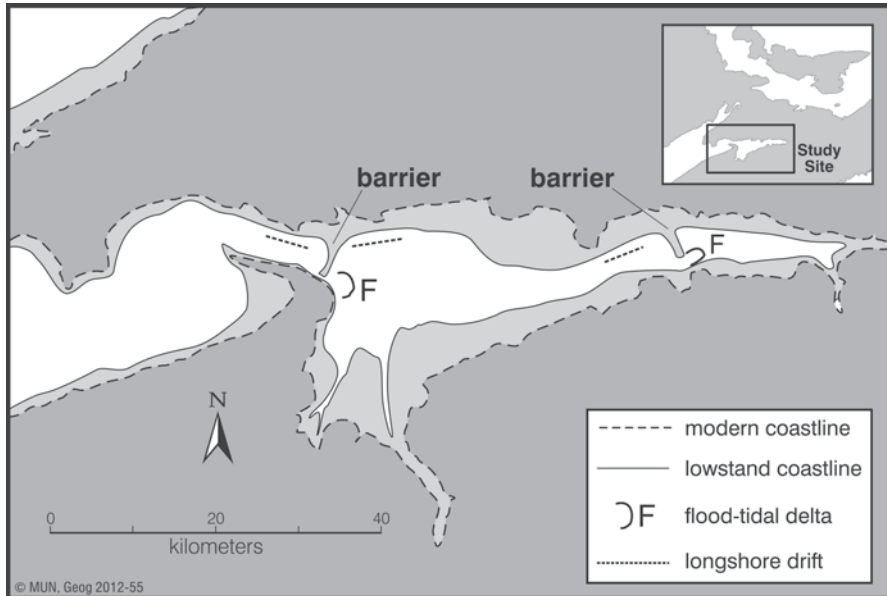 Study
Site
barrier
barrier
F
F
N
0
20
40
kilometers
modern coastline
lowstand coastline
F
flood-tidal delta
longshore drift
© MUN, Geog 2012-55